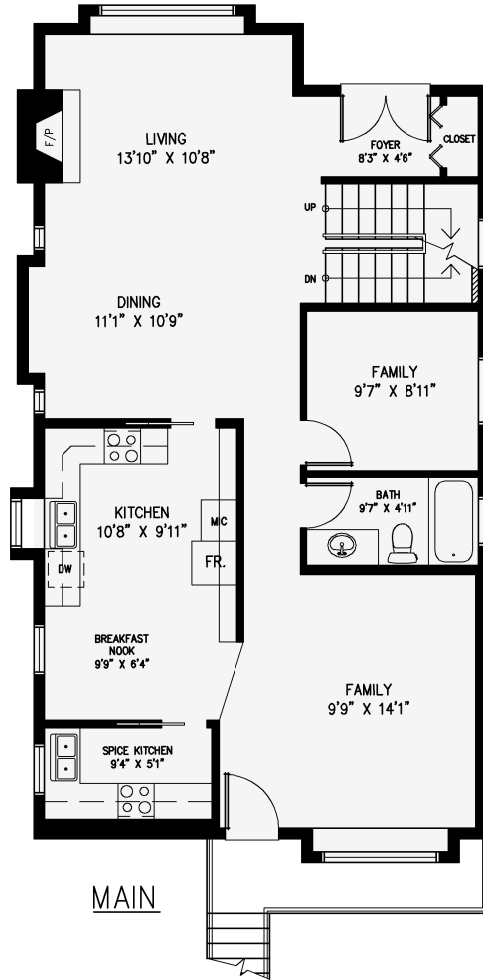 LIVING
13'10" X 10'8"
F/P
FOYER
8'3" X 4'6"
CLOSET
UP
DN
DINING
11'1" X 10'9"
FAMILY
9'7" X 8'11"
KITCHEN
10'8" X 9'11"
MIC
FR.
DW
BATH
9'7" X 4'11"
BREAKFAST
NOOK
9'9" X 6'4"
FAMILY
9'9" X 14'1"
SPICE KITCHEN
9'4" X 5'1"
MAIN